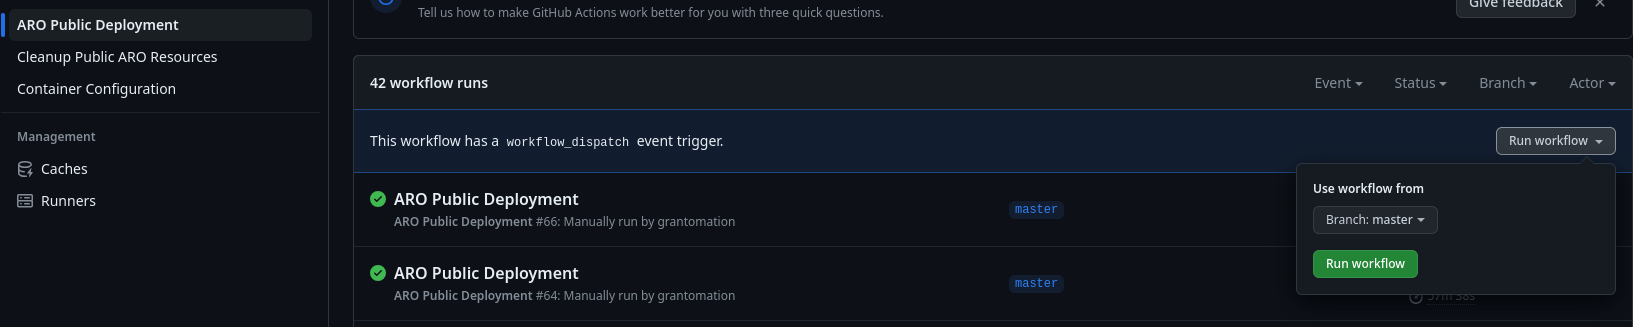 ARO Public Deployment
Cleanup Public ARO Resources
Container Configuration
Management
Caches
Runners
Tell us how to make GitHub Actions work better for you with three quick questions.
Give feedback
42 workflow runs
Event
Status
Branch
Actor
This workflow has a workflow_dispatch event trigger.
Run workflow
Use workflow from
Branch: master
Run workflow
ARO Public Deployment
ARO Public Deployment #66: Manually run by grantomation
master
ARO Public Deployment
ARO Public Deployment #64: Manually run by grantomation
master
57m 38s